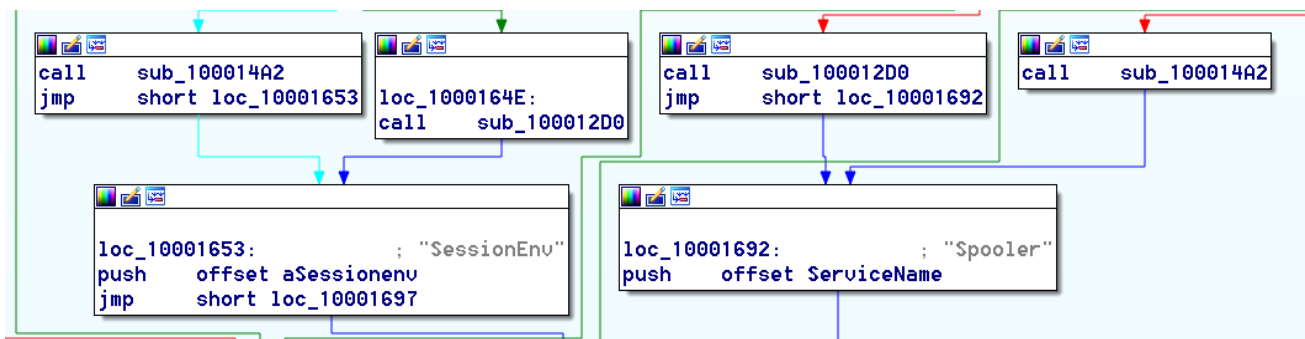 call sub_100014A2
jmp short loc_10001653
loc_1000164E:
call sub_100012D0
call sub_100012D0
jmp short loc_10001692
call sub_100014A2
loc_10001653: ; "SessionEnv"
push offset aSessionenv
jmp short loc_10001697
loc_10001692: ; "Spooler"
push offset ServiceName